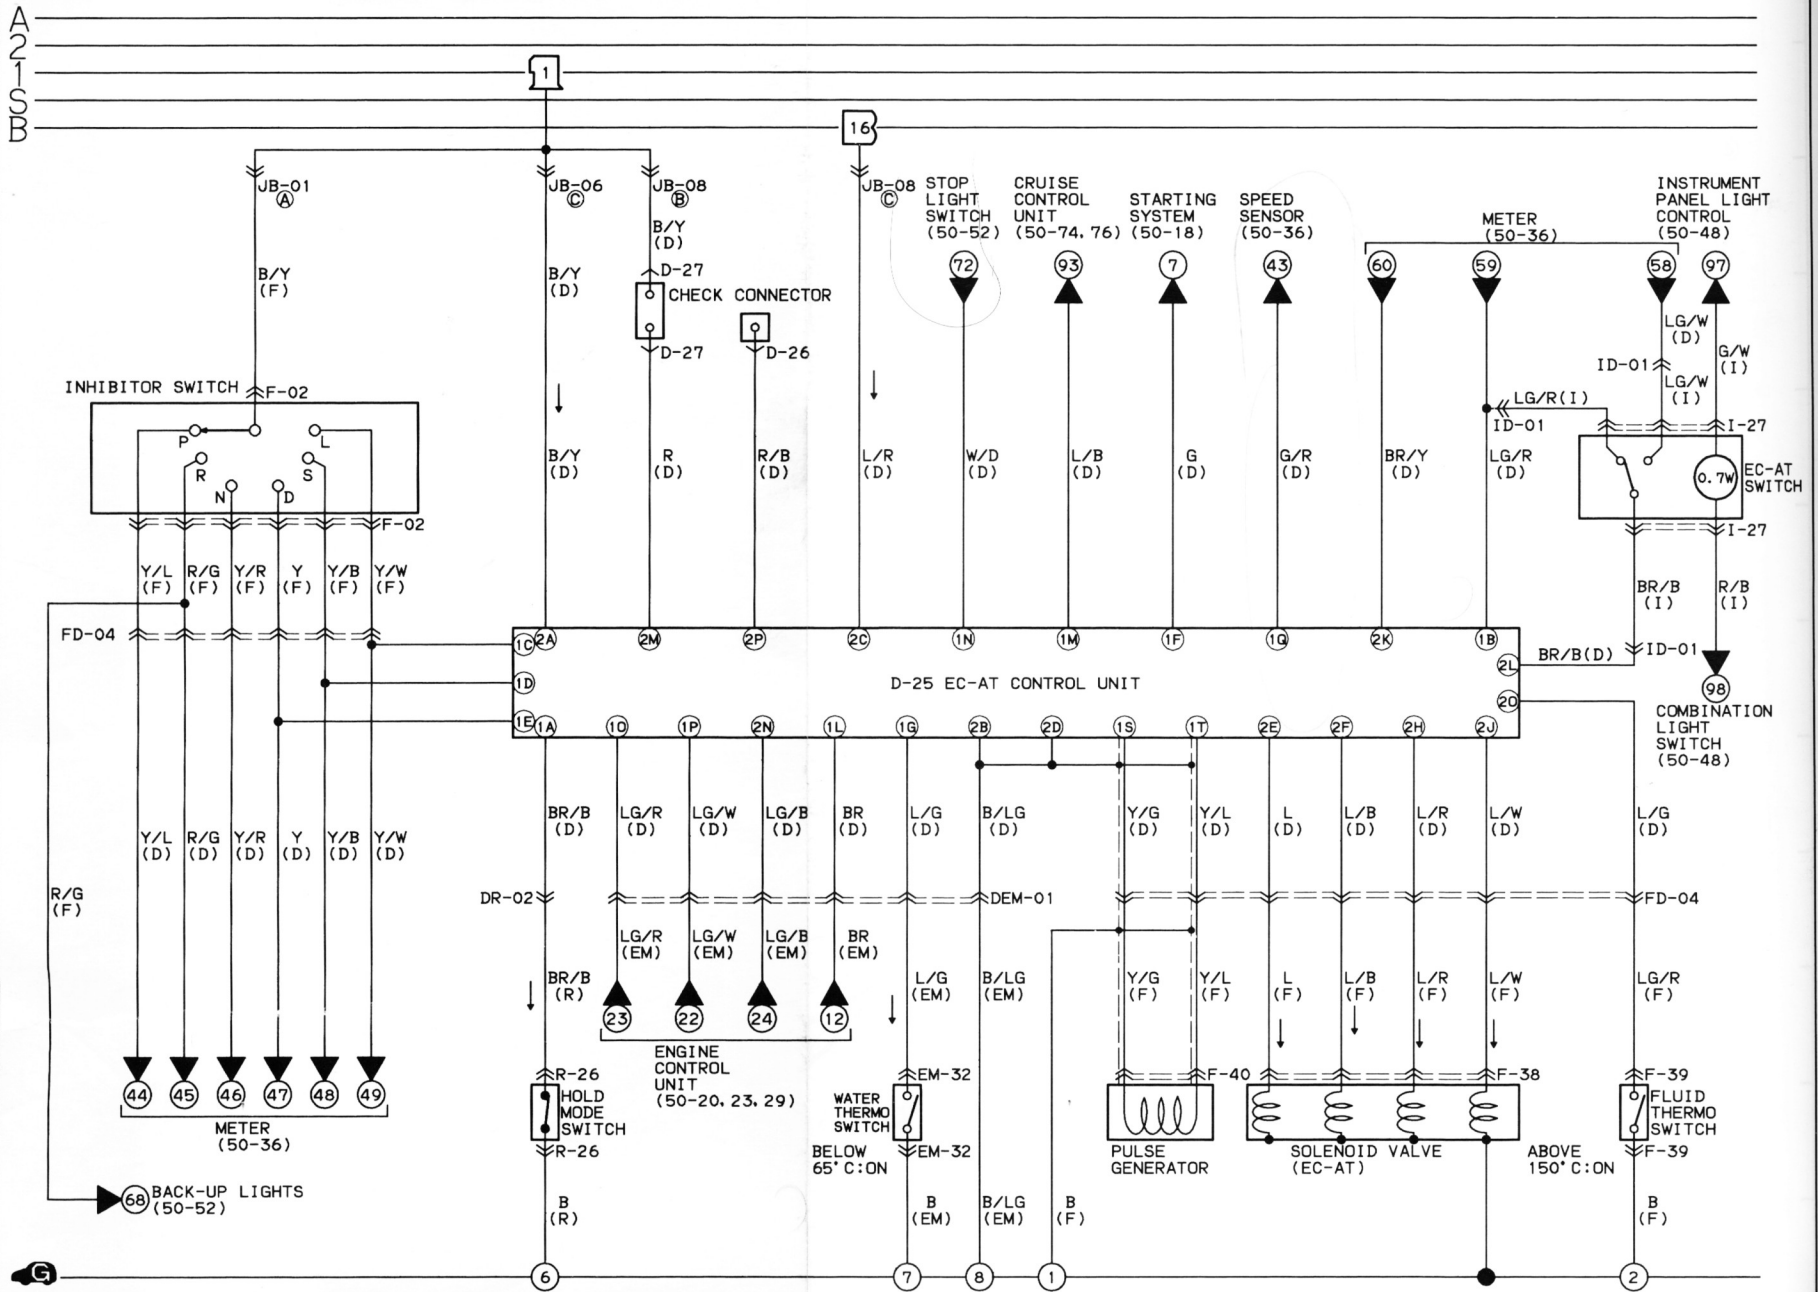 A
2
1
S
B
1
16
JB-01
A
JB-06
C
JB-08
B
JB-08
C
STOP
LIGHT
SWITCH
(50-52)
CRUISE
CONTROL
UNIT
(50-74, 76)
STARTING
SYSTEM
(50-18)
SPEED
SENSOR
(50-36)
METER
(50-36)
INSTRUMENT
PANEL LIGHT
CONTROL
(50-48)
72
93
7
43
60
59
58
97
B/Y
(F)
B/Y
(D)
B/Y
(D)
D-27
CHECK CONNECTOR
D-27
D-26
LG/W
(D)
ID-01
LG/W
(I)
G/W
(I)
LG/R(I)
ID-01
I-27
INHIBITOR SWITCH
F-02
P
R
N
D
S
L
F-02
B/Y
(D)
R
(D)
R/B
(D)
L/R
(D)
W/D
(D)
L/B
(D)
G
(D)
G/R
(D)
BR/Y
(D)
LG/R
(D)
0.7W
EC-AT
SWITCH
I-27
Y/L
(F)
R/G
(F)
Y/R
(F)
Y
(F)
Y/B
(F)
Y/W
(F)
BR/B
(I)
R/B
(I)
FD-04
1C
2A
2M
2P
2C
1N
1M
1F
1Q
2K
1B
2L
BR/B(D)
ID-01
1D
D-25 EC-AT CONTROL UNIT
2O
98
COMBINATION
LIGHT
SWITCH
(50-48)
1E
1A
1O
1P
2N
1L
1G
2B
2D
1S
1T
2E
2F
2H
2J
Y/L
(D)
R/G
(D)
Y/R
(D)
Y
(D)
Y/B
(D)
Y/W
(D)
BR/B
(D)
LG/R
(D)
LG/W
(D)
LG/B
(D)
BR
(D)
L/G
(D)
B/LG
(D)
Y/G
(D)
Y/L
(D)
L
(D)
L/B
(D)
L/R
(D)
L/W
(D)
L/G
(D)
R/G
(F)
DR-02
DEM-01
FD-04
LG/R
(EM)
LG/W
(EM)
LG/B
(EM)
BR
(EM)
BR/B
(R)
L/G
(EM)
B/LG
(EM)
Y/G
(F)
Y/L
(F)
L
(F)
L/B
(F)
L/R
(F)
L/W
(F)
LG/R
(F)
23
22
24
12
ENGINE
CONTROL
UNIT
(50-20, 23, 29)
44
45
46
47
48
49
METER
(50-36)
R-26
HOLD
MODE
SWITCH
R-26
EM-32
WATER
THERMO
SWITCH
EM-32
BELOW
65°C:ON
F-40
PULSE
GENERATOR
F-38
SOLENOID VALVE
(EC-AT)
F-39
FLUID
THERMO
SWITCH
F-39
ABOVE
150°C:ON
68
BACK-UP LIGHTS
(50-52)
B
(R)
B
(EM)
B/LG
(EM)
B
(F)
B
(F)
G
6
7
8
1
2